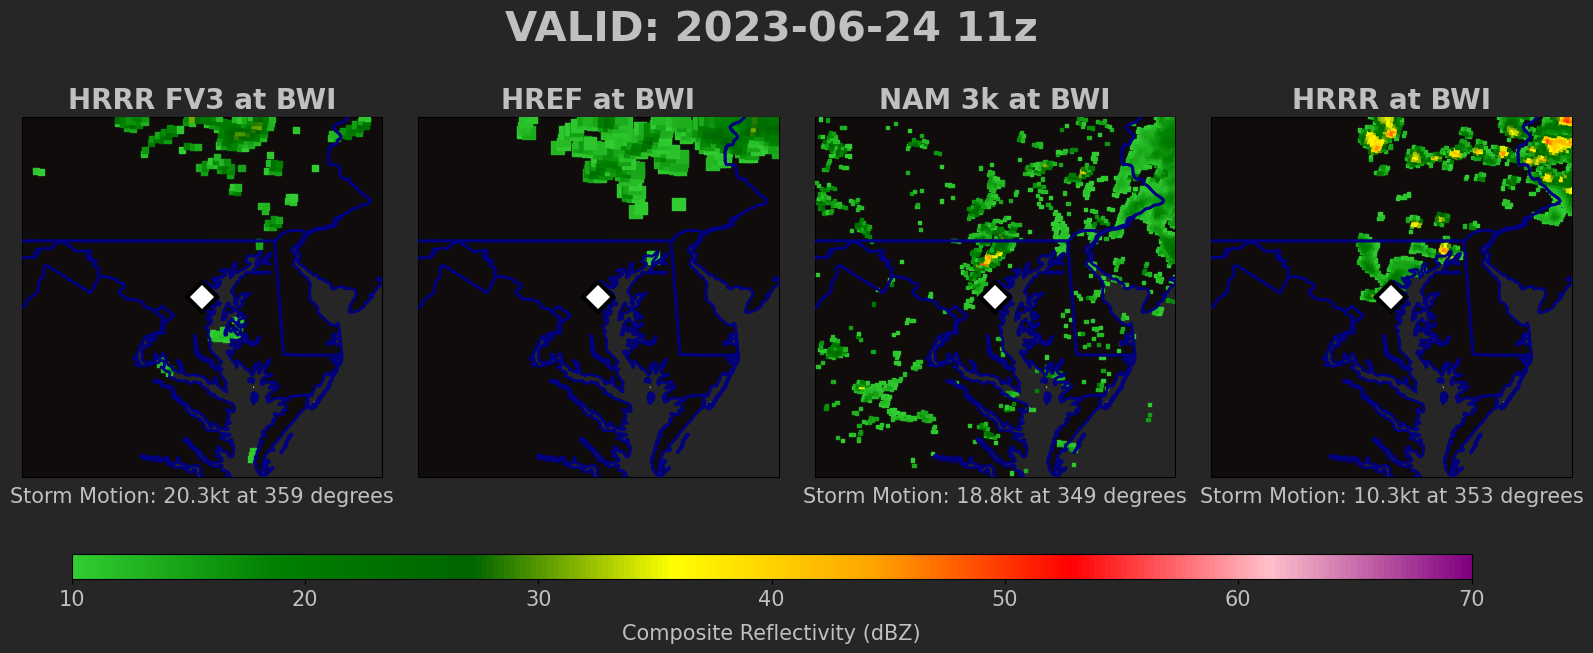 VALID: 2023-06-24 11z
HRRR FV3 at BWI
HREF at BWI
NAM 3k at BWI
HRRR at BWI
Storm Motion: 20.3kt at 359 degrees
Storm Motion: 18.8kt at 349 degrees
Storm Motion: 10.3kt at 353 degrees
10 20 30 40 50 60 70
Composite Reflectivity (dBZ)